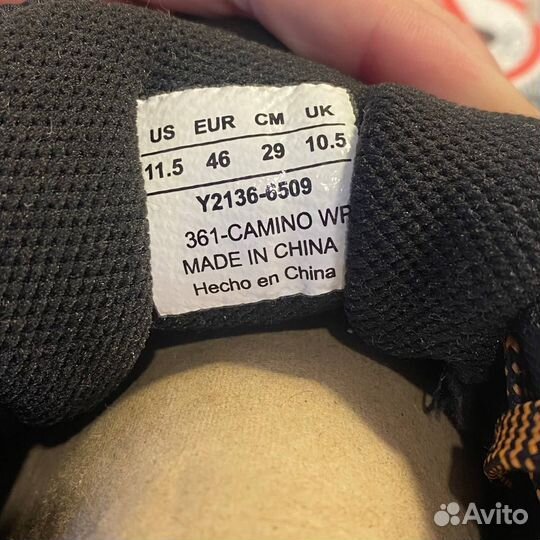 US EUR CM UK
11.5 46 29 10.5
Y2136-6509
361-CAMINO WP
MADE IN CHINA
Hecho en China
Avito